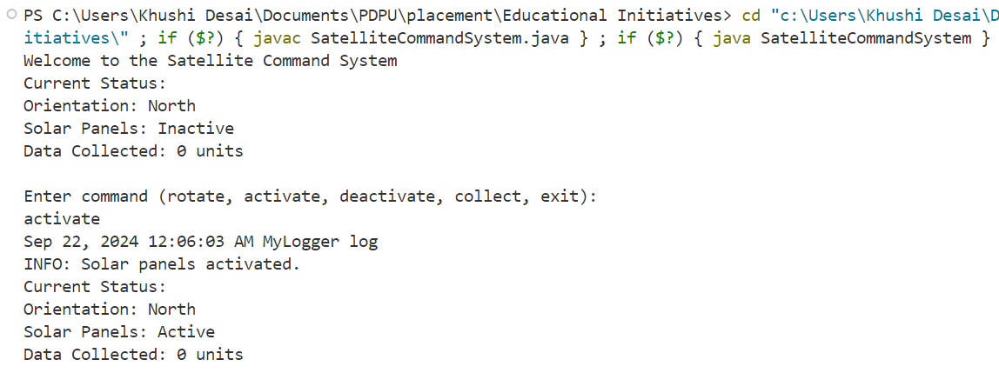 PS C:\Users\Khushi Desai\Documents\PDPU\placement\Educational Initiatives> cd "c:\Users\Khushi Desai\D
itiatives\" ; if ($?) { javac SatelliteCommandSystem.java } ; if ($?) { java SatelliteCommandSystem }
Welcome to the Satellite Command System
Current Status:
Orientation: North
Solar Panels: Inactive
Data Collected: 0 units

Enter command (rotate, activate, deactivate, collect, exit):
activate
Sep 22, 2024 12:06:03 AM MyLogger log
INFO: Solar panels activated.
Current Status:
Orientation: North
Solar Panels: Active
Data Collected: 0 units